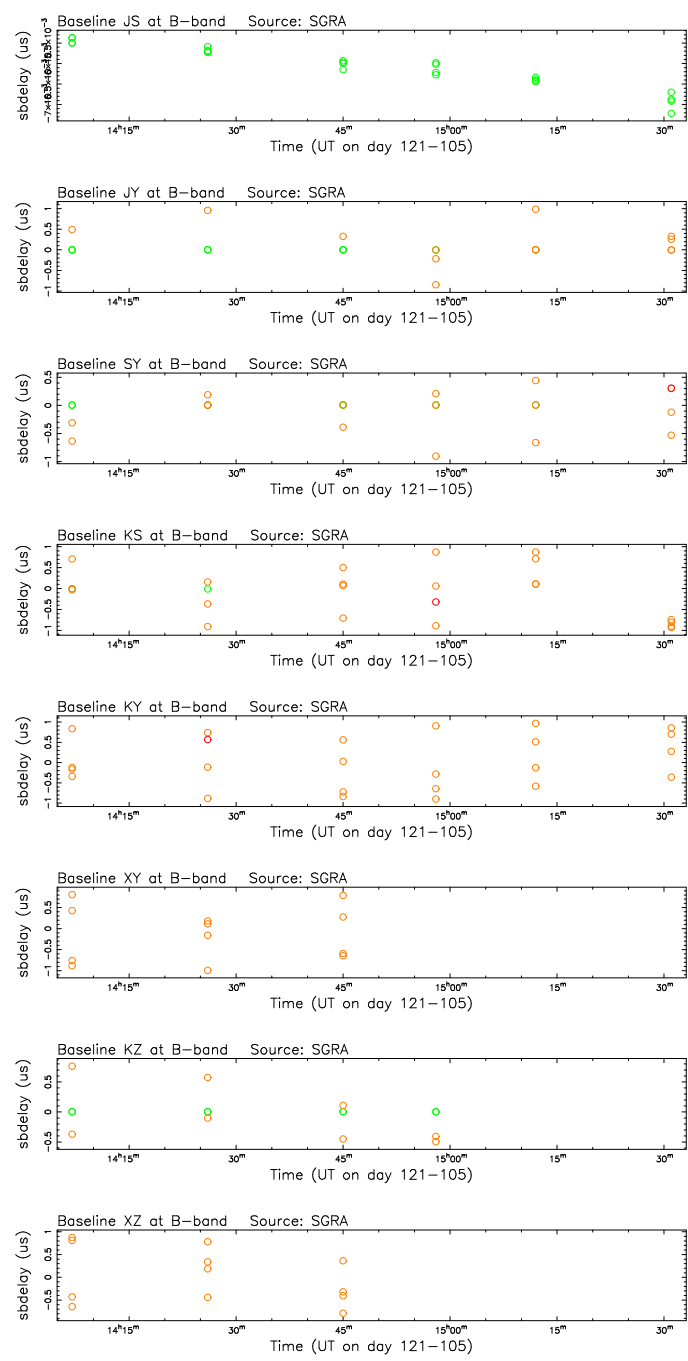 Baseline JS at B−band Source: SGRA
sbdelay (us)
14h15m 30m 45m 15h00m 15m 30m
Time (UT on day 121−105)
Baseline JY at B−band Source: SGRA
sbdelay (us)
1
0.5
0
−0.5
−1
14h15m 30m 45m 15h00m 15m 30m
Time (UT on day 121−105)
Baseline SY at B−band Source: SGRA
sbdelay (us)
0.5
0
−0.5
−1
14h15m 30m 45m 15h00m 15m 30m
Time (UT on day 121−105)
Baseline KS at B−band Source: SGRA
sbdelay (us)
1
0.5
0
−0.5
−1
14h15m 30m 45m 15h00m 15m 30m
Time (UT on day 121−105)
Baseline KY at B−band Source: SGRA
sbdelay (us)
1
0.5
0
−0.5
−1
14h15m 30m 45m 15h00m 15m 30m
Time (UT on day 121−105)
Baseline XY at B−band Source: SGRA
sbdelay (us)
0.5
0
−0.5
−1
14h15m 30m 45m 15h00m 15m 30m
Time (UT on day 121−105)
Baseline KZ at B−band Source: SGRA
sbdelay (us)
0.5
0
−0.5
14h15m 30m 45m 15h00m 15m 30m
Time (UT on day 121−105)
Baseline XZ at B−band Source: SGRA
sbdelay (us)
1
0.5
0
−0.5
14h15m 30m 45m 15h00m 15m 30m
Time (UT on day 121−105)